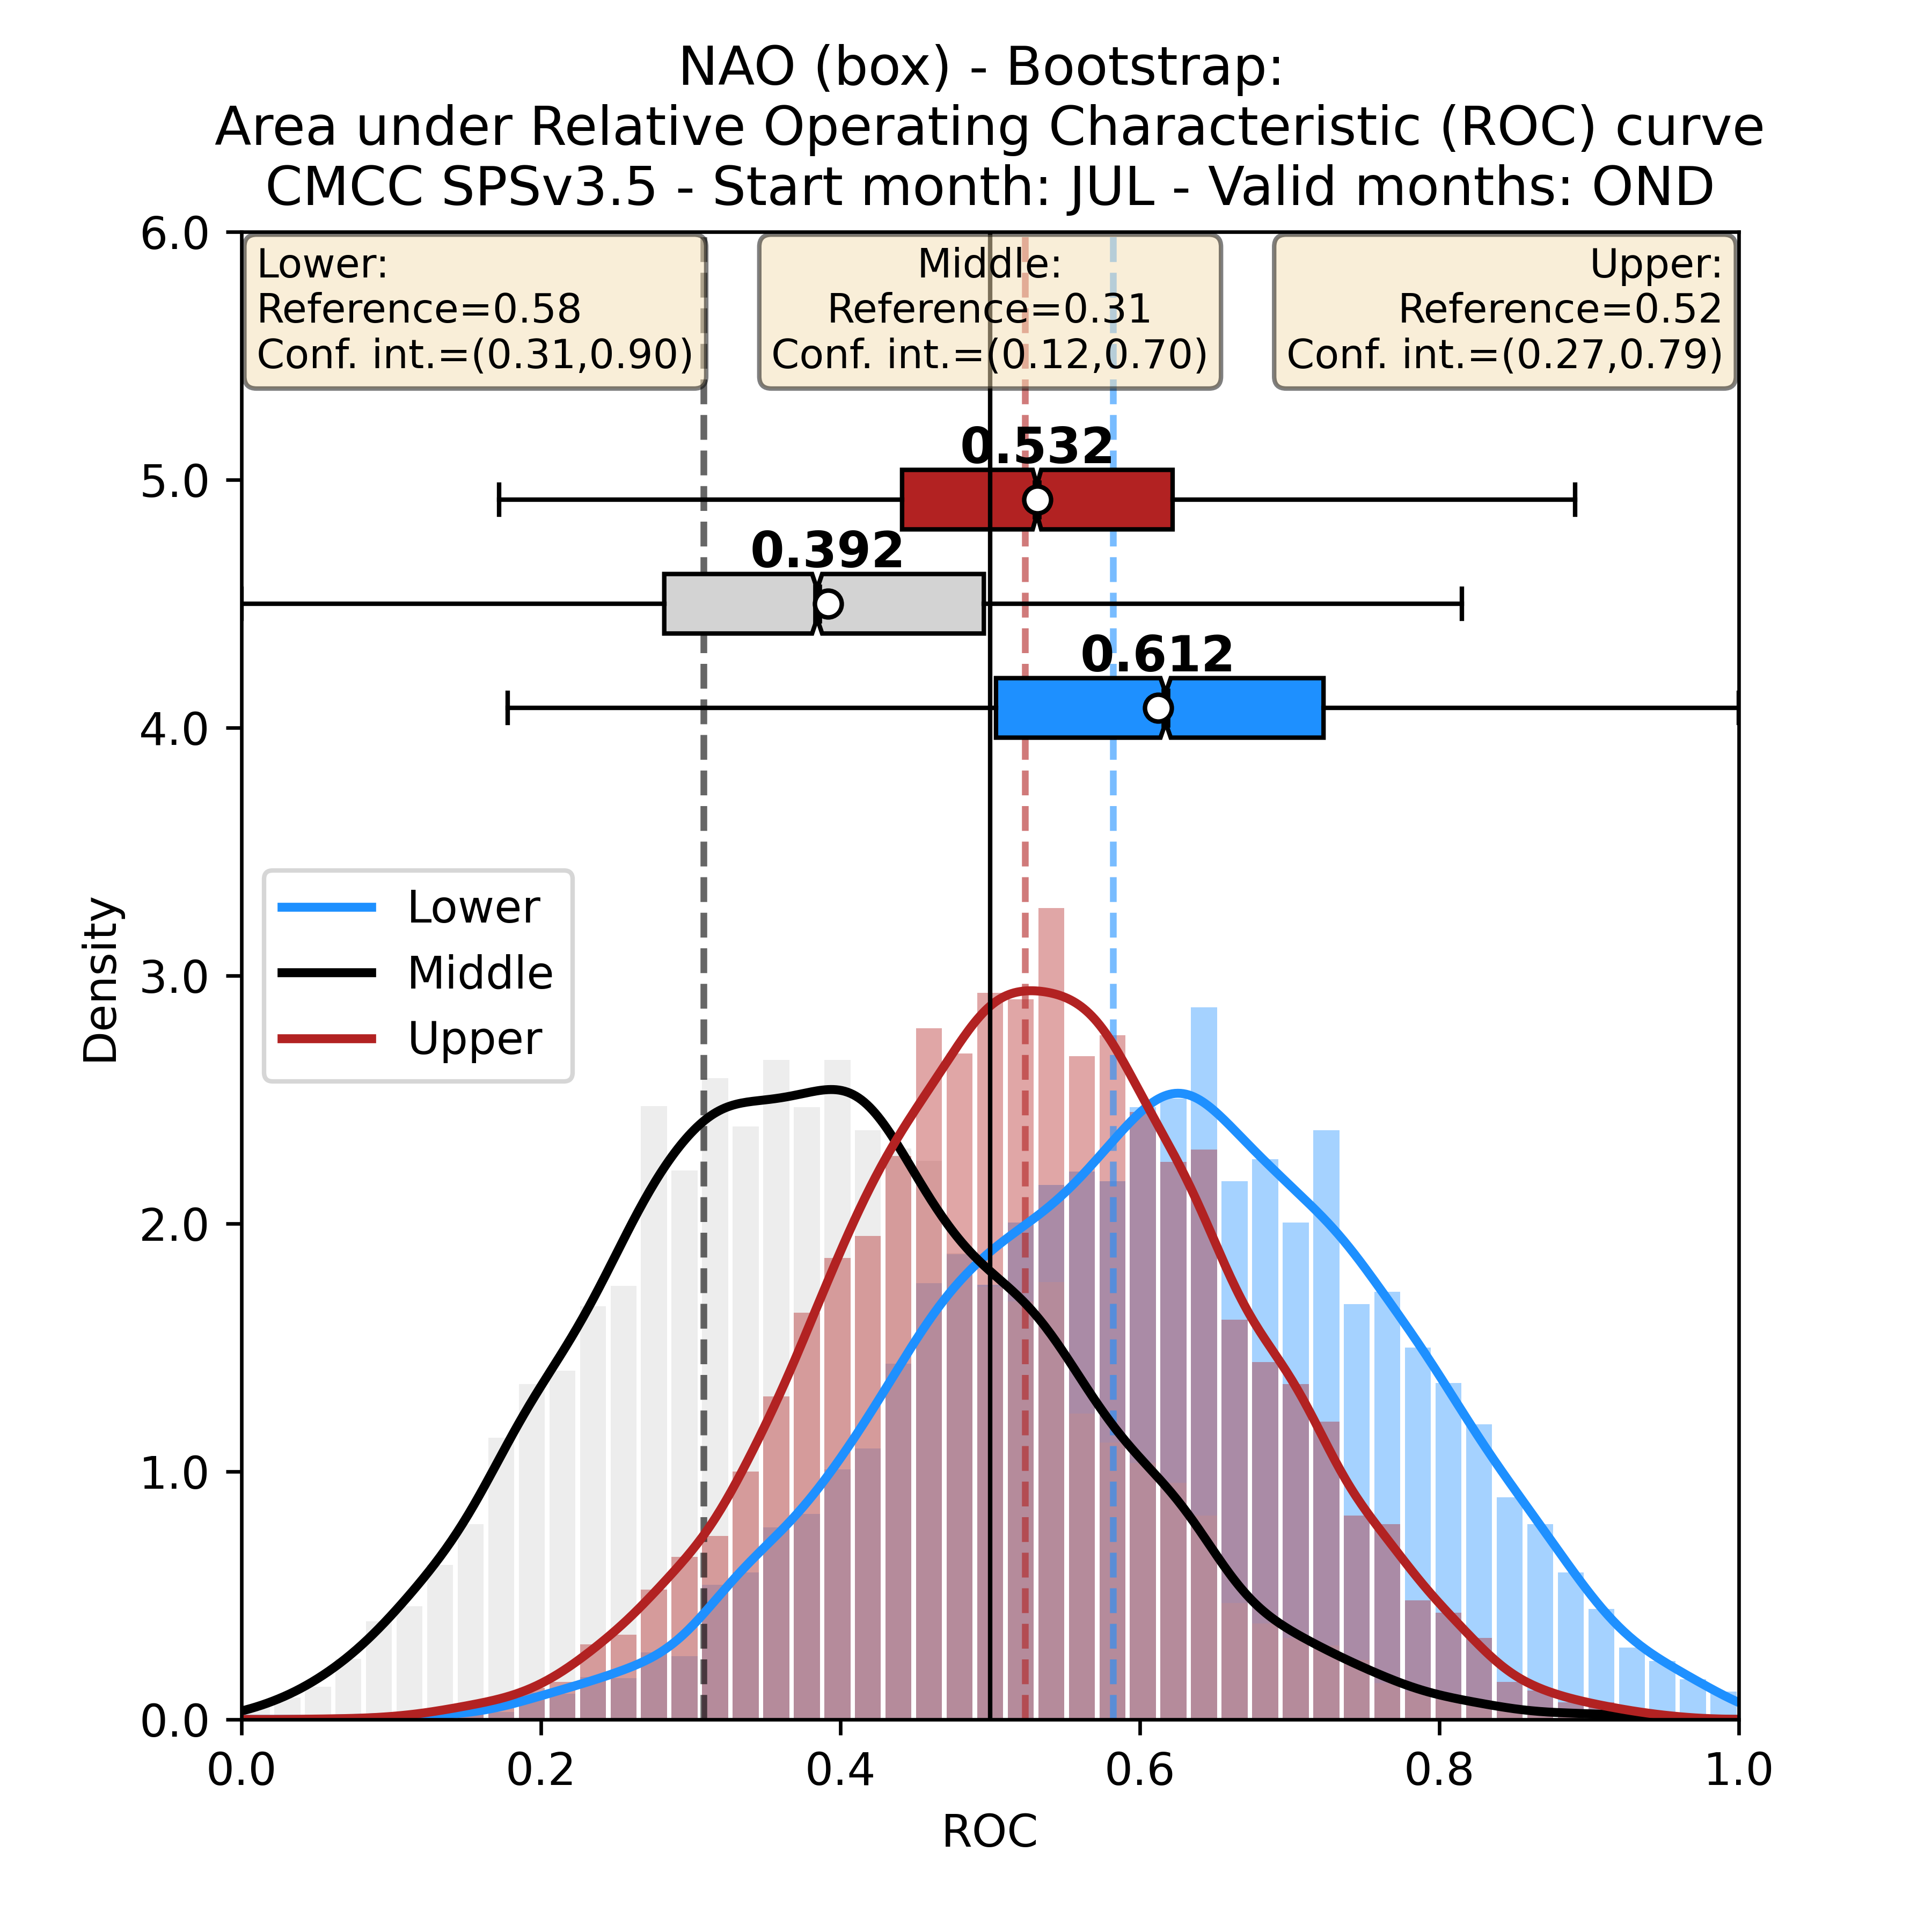 NAO (box) - Bootstrap:
Area under Relative Operating Characteristic (ROC) curve
CMCC SPSv3.5 - Start month: JUL - Valid months: OND
Lower:
Reference=0.58
Conf. int.=(0.31,0.90)
Middle:
Reference=0.31
Conf. int.=(0.12,0.70)
Upper:
Reference=0.52
Conf. int.=(0.27,0.79)
0.532
0.392
0.612
Lower
Middle
Upper
Density
6.0
5.0
4.0
3.0
2.0
1.0
0.0
0.0
0.2
0.4
0.6
0.8
1.0
ROC